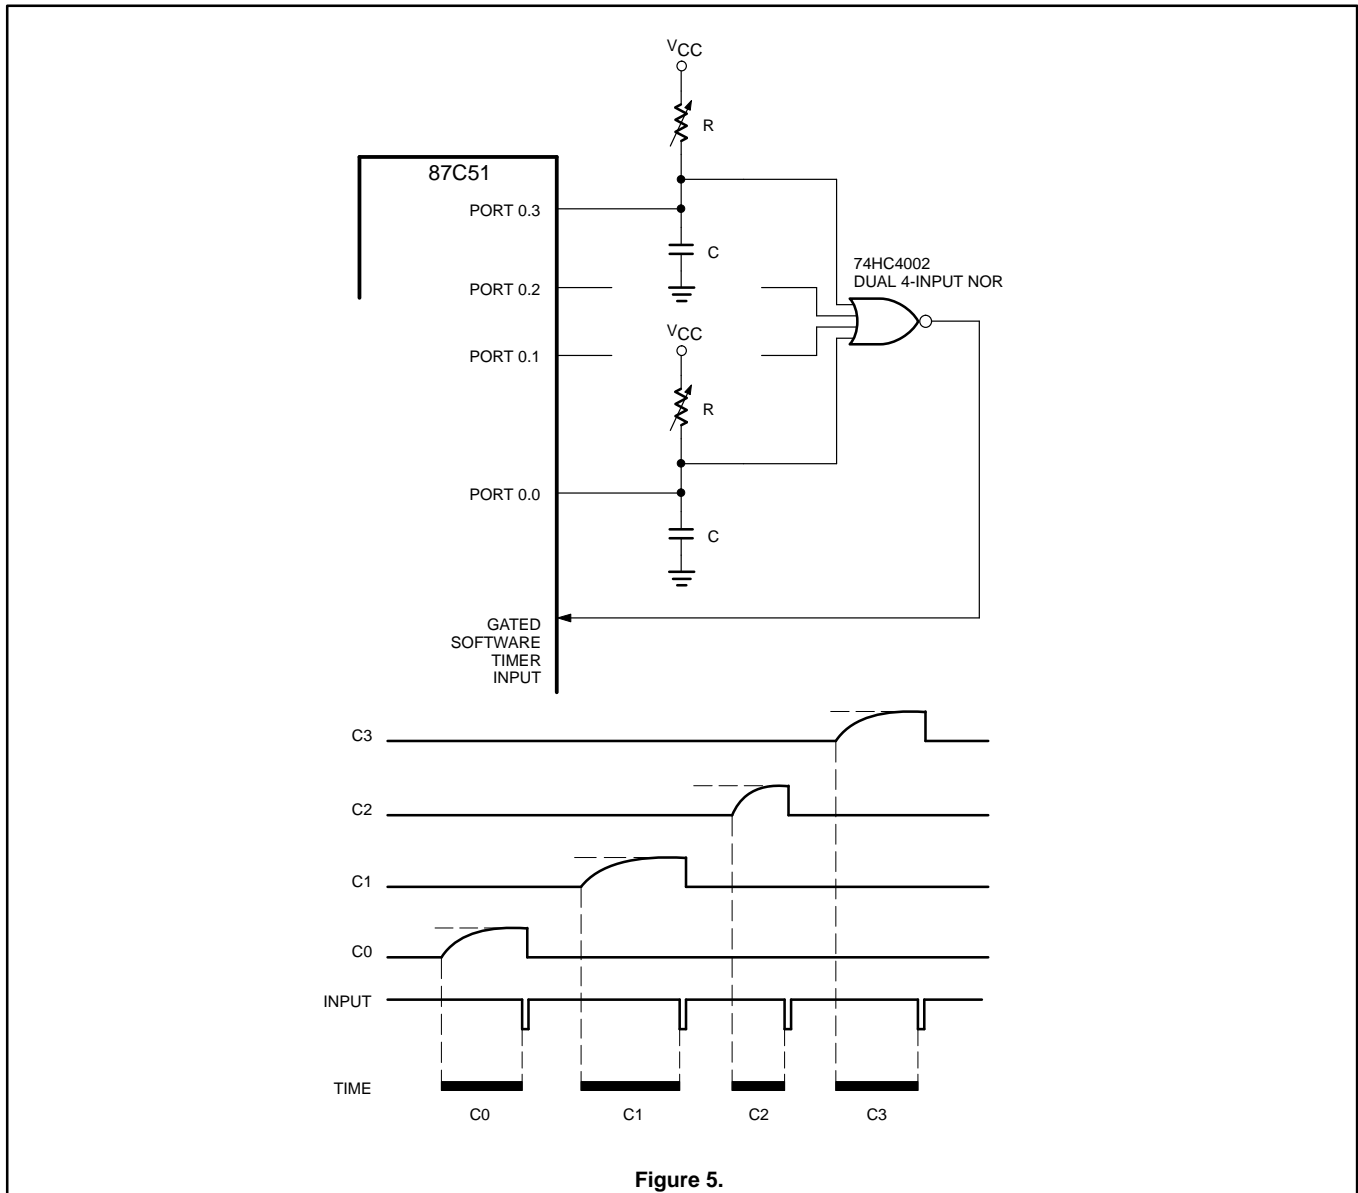 VCC
R
87C51
PORT 0.3
C
74HC4002
DUAL 4-INPUT NOR
PORT 0.2
VCC
PORT 0.1
R
PORT 0.0
C
GATED
SOFTWARE
TIMER
INPUT
C3
C2
C1
C0
INPUT
TIME
C0 C1 C2 C3
Figure 5.